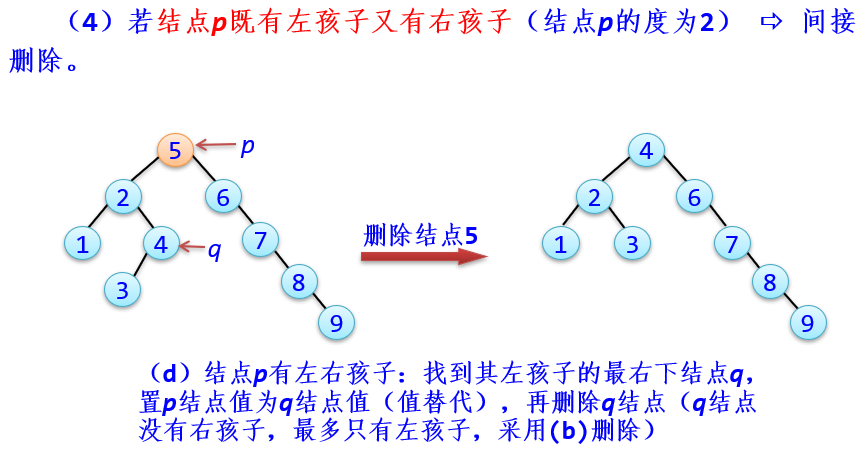 （4）若结点p既有左孩子又有右孩子（结点p的度为2） ⇨ 间接
删除。
5
p
2
6
1
4
q
7
3
8
9
删除结点5
4
2
6
1
3
7
8
9
（d）结点p有左右孩子：找到其左孩子的最右下结点q，
置p结点值为q结点值（值替代），再删除q结点（q结点
没有右孩子，最多只有左孩子，采用(b)删除）